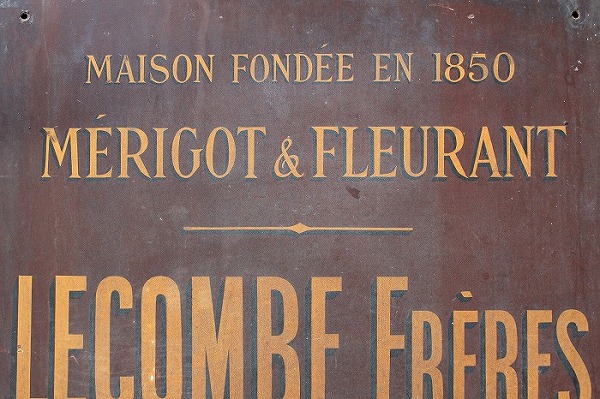 MAISON FONDÉE EN 1850
MÉRIGOT & FLEURANT
LECOMBE FRÈRES